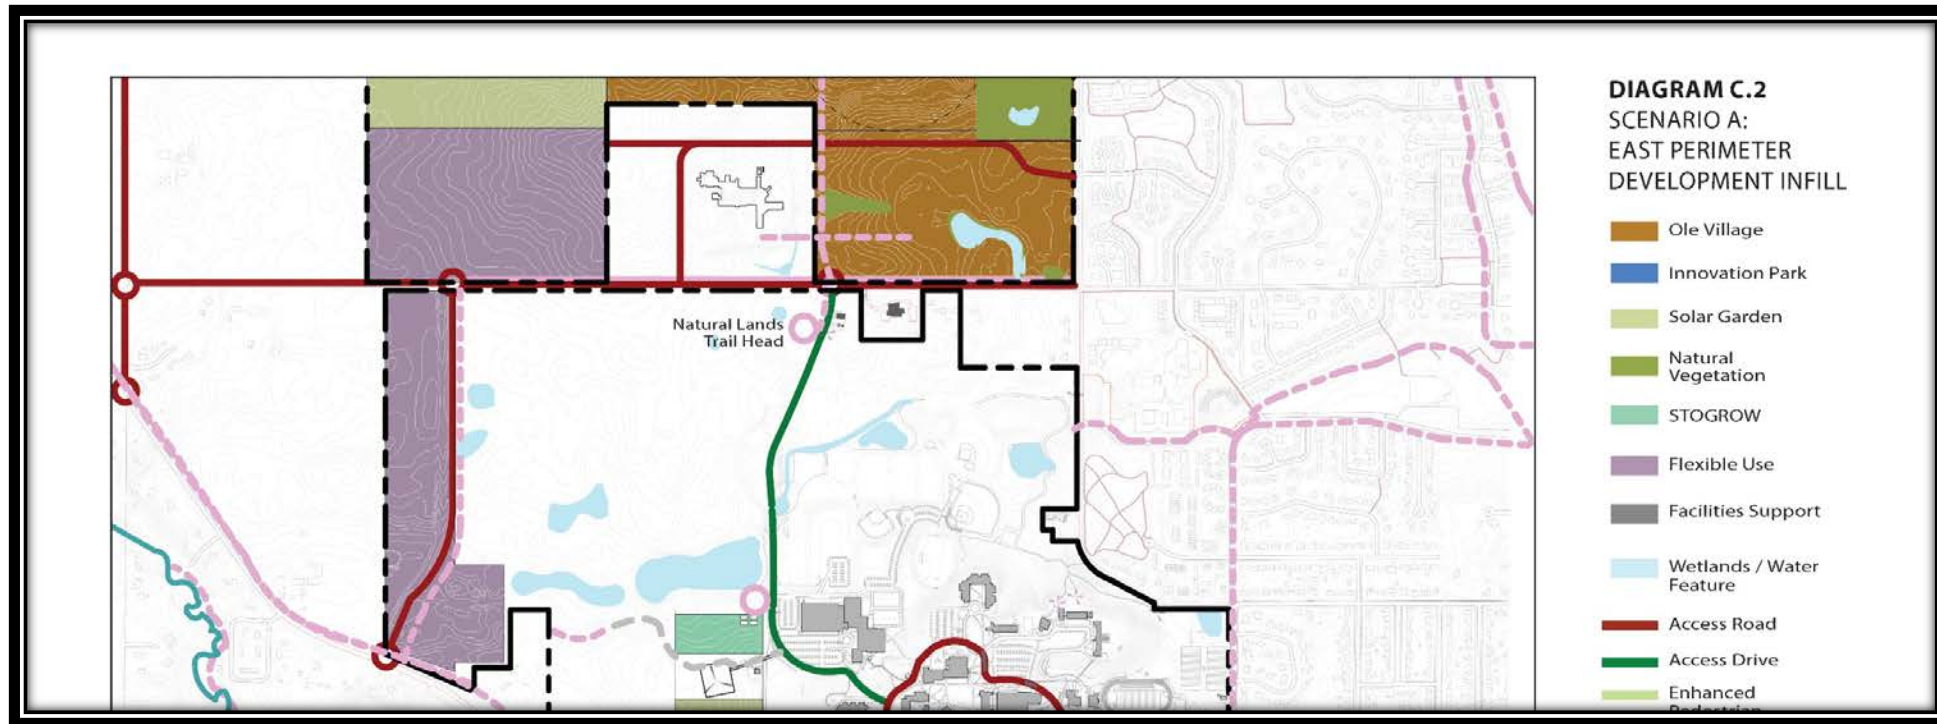 DIAGRAM C.2
SCENARIO A:
EAST PERIMETER
DEVELOPMENT INFILL
Ole Village
Innovation Park
Solar Garden
Natural
Vegetation
STOGROW
Flexible Use
Facilities Support
Wetlands / Water
Feature
Access Road
Access Drive
Enhanced
Pedestrian
Natural Lands
Trail Head